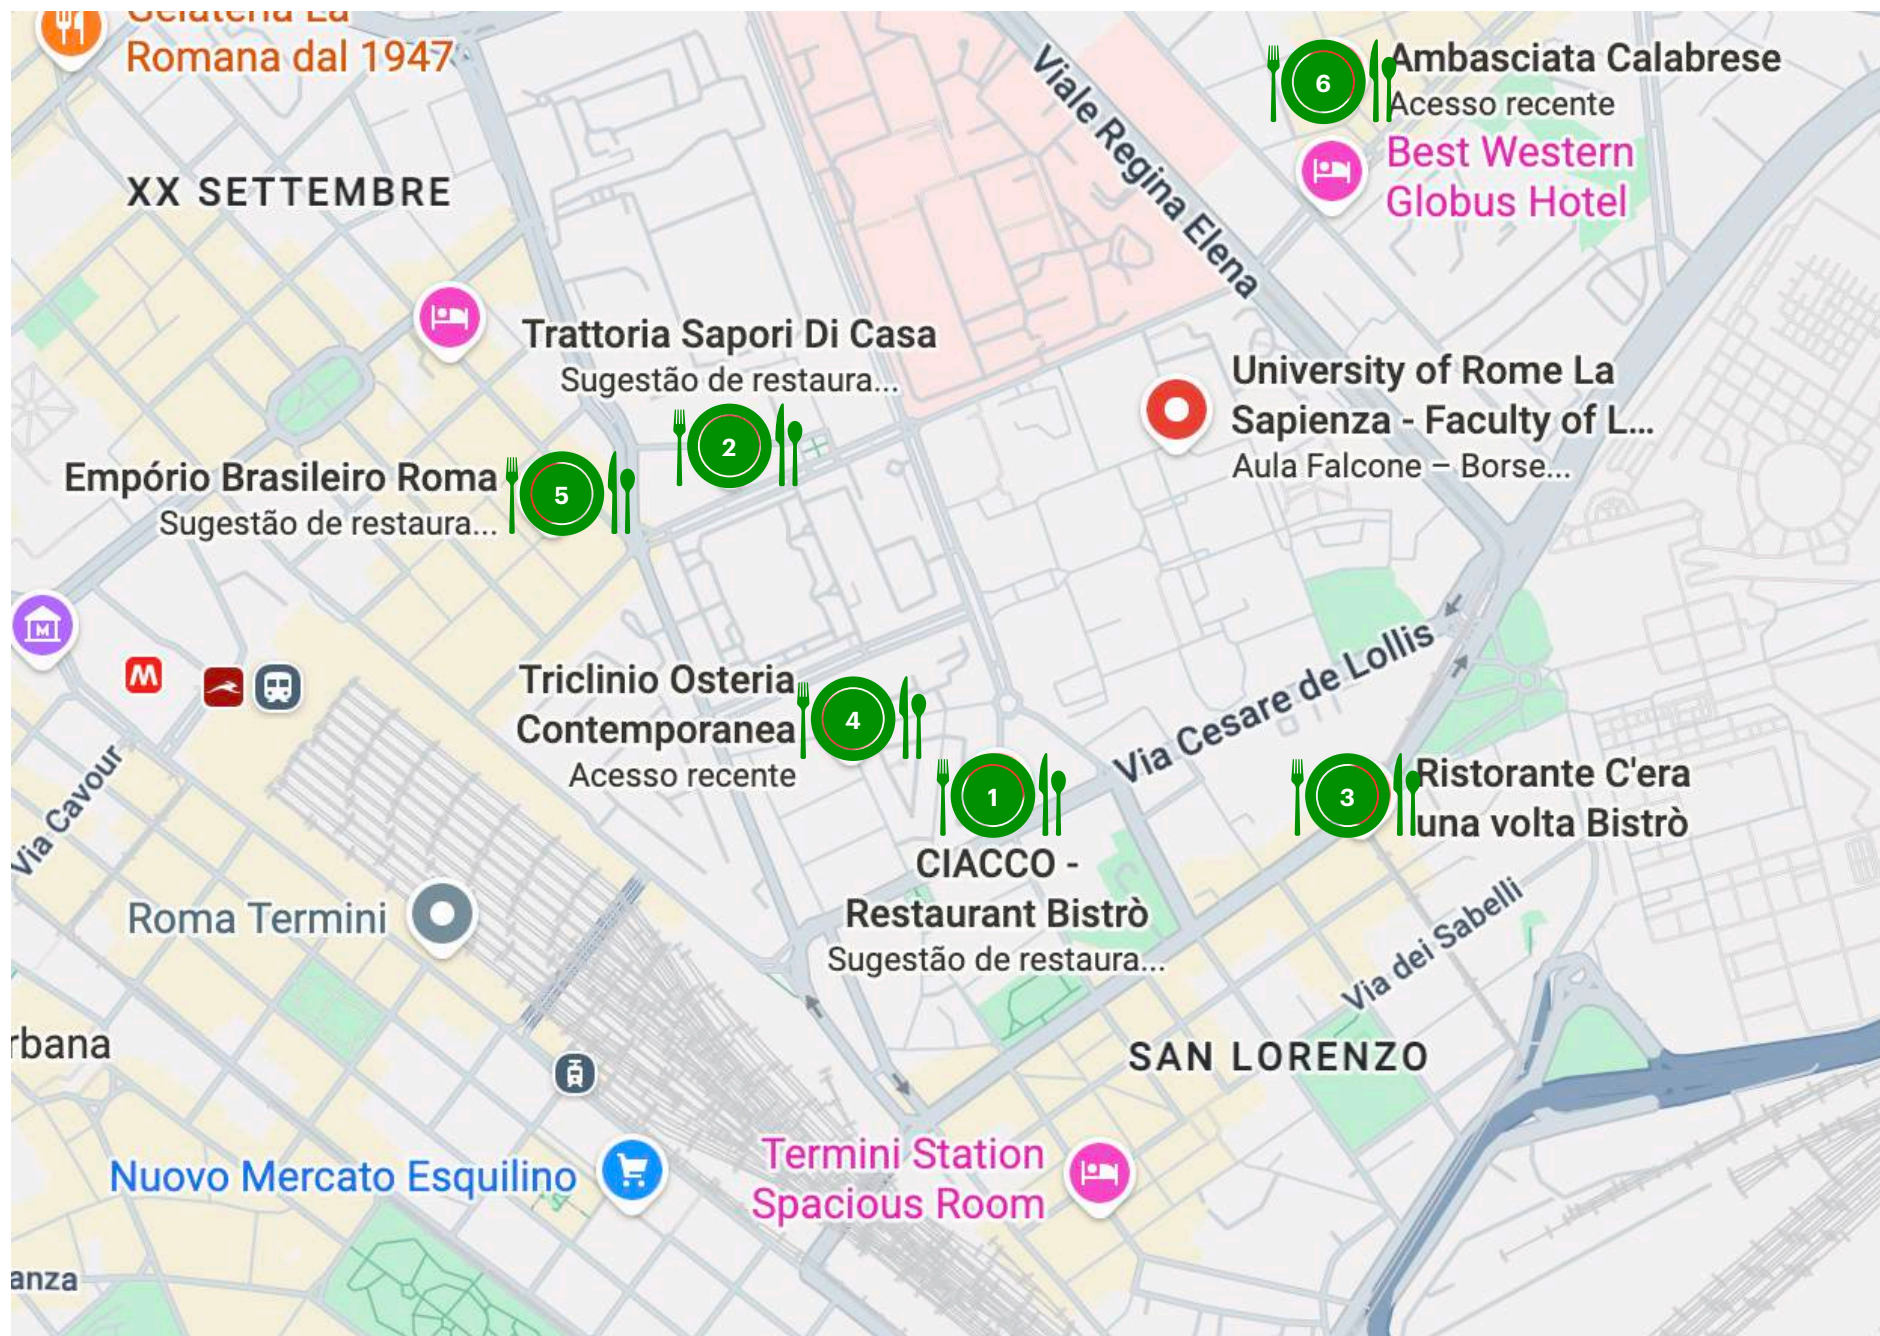 Gelateria La
Romana dal 1947
6
Ambasciata Calabrese
Acesso recente
Best Western
Globus Hotel
Viale Regina Elena
XX SETTEMBRE
Trattoria Sapori Di Casa
Sugestão de restaura...
2
University of Rome La
Sapienza - Faculty of L...
Aula Falcone – Borse...
Empório Brasileiro Roma
Sugestão de restaura...
5
M
M
Via Cesare de Lollis
Triclinio Osteria
Contemporanea
Acesso recente
4
1
CIACCO -
Restaurant Bistrò
Sugestão de restaura...
3
Ristorante C'era
una volta Bistrò
Via Cavour
Roma Termini
Via dei Sabelli
rbana
SAN LORENZO
Nuovo Mercato Esquilino
Termini Station
Spacious Room
anza